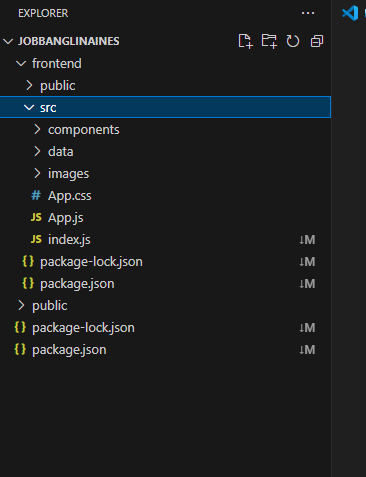 EXPLORER
JOBBANGLINAINES
frontend
public
src
components
data
images
# App.css
JS App.js
JS index.js ↓M
{} package-lock.json ↓M
{} package.json ↓M
public
{} package-lock.json ↓M
{} package.json ↓M